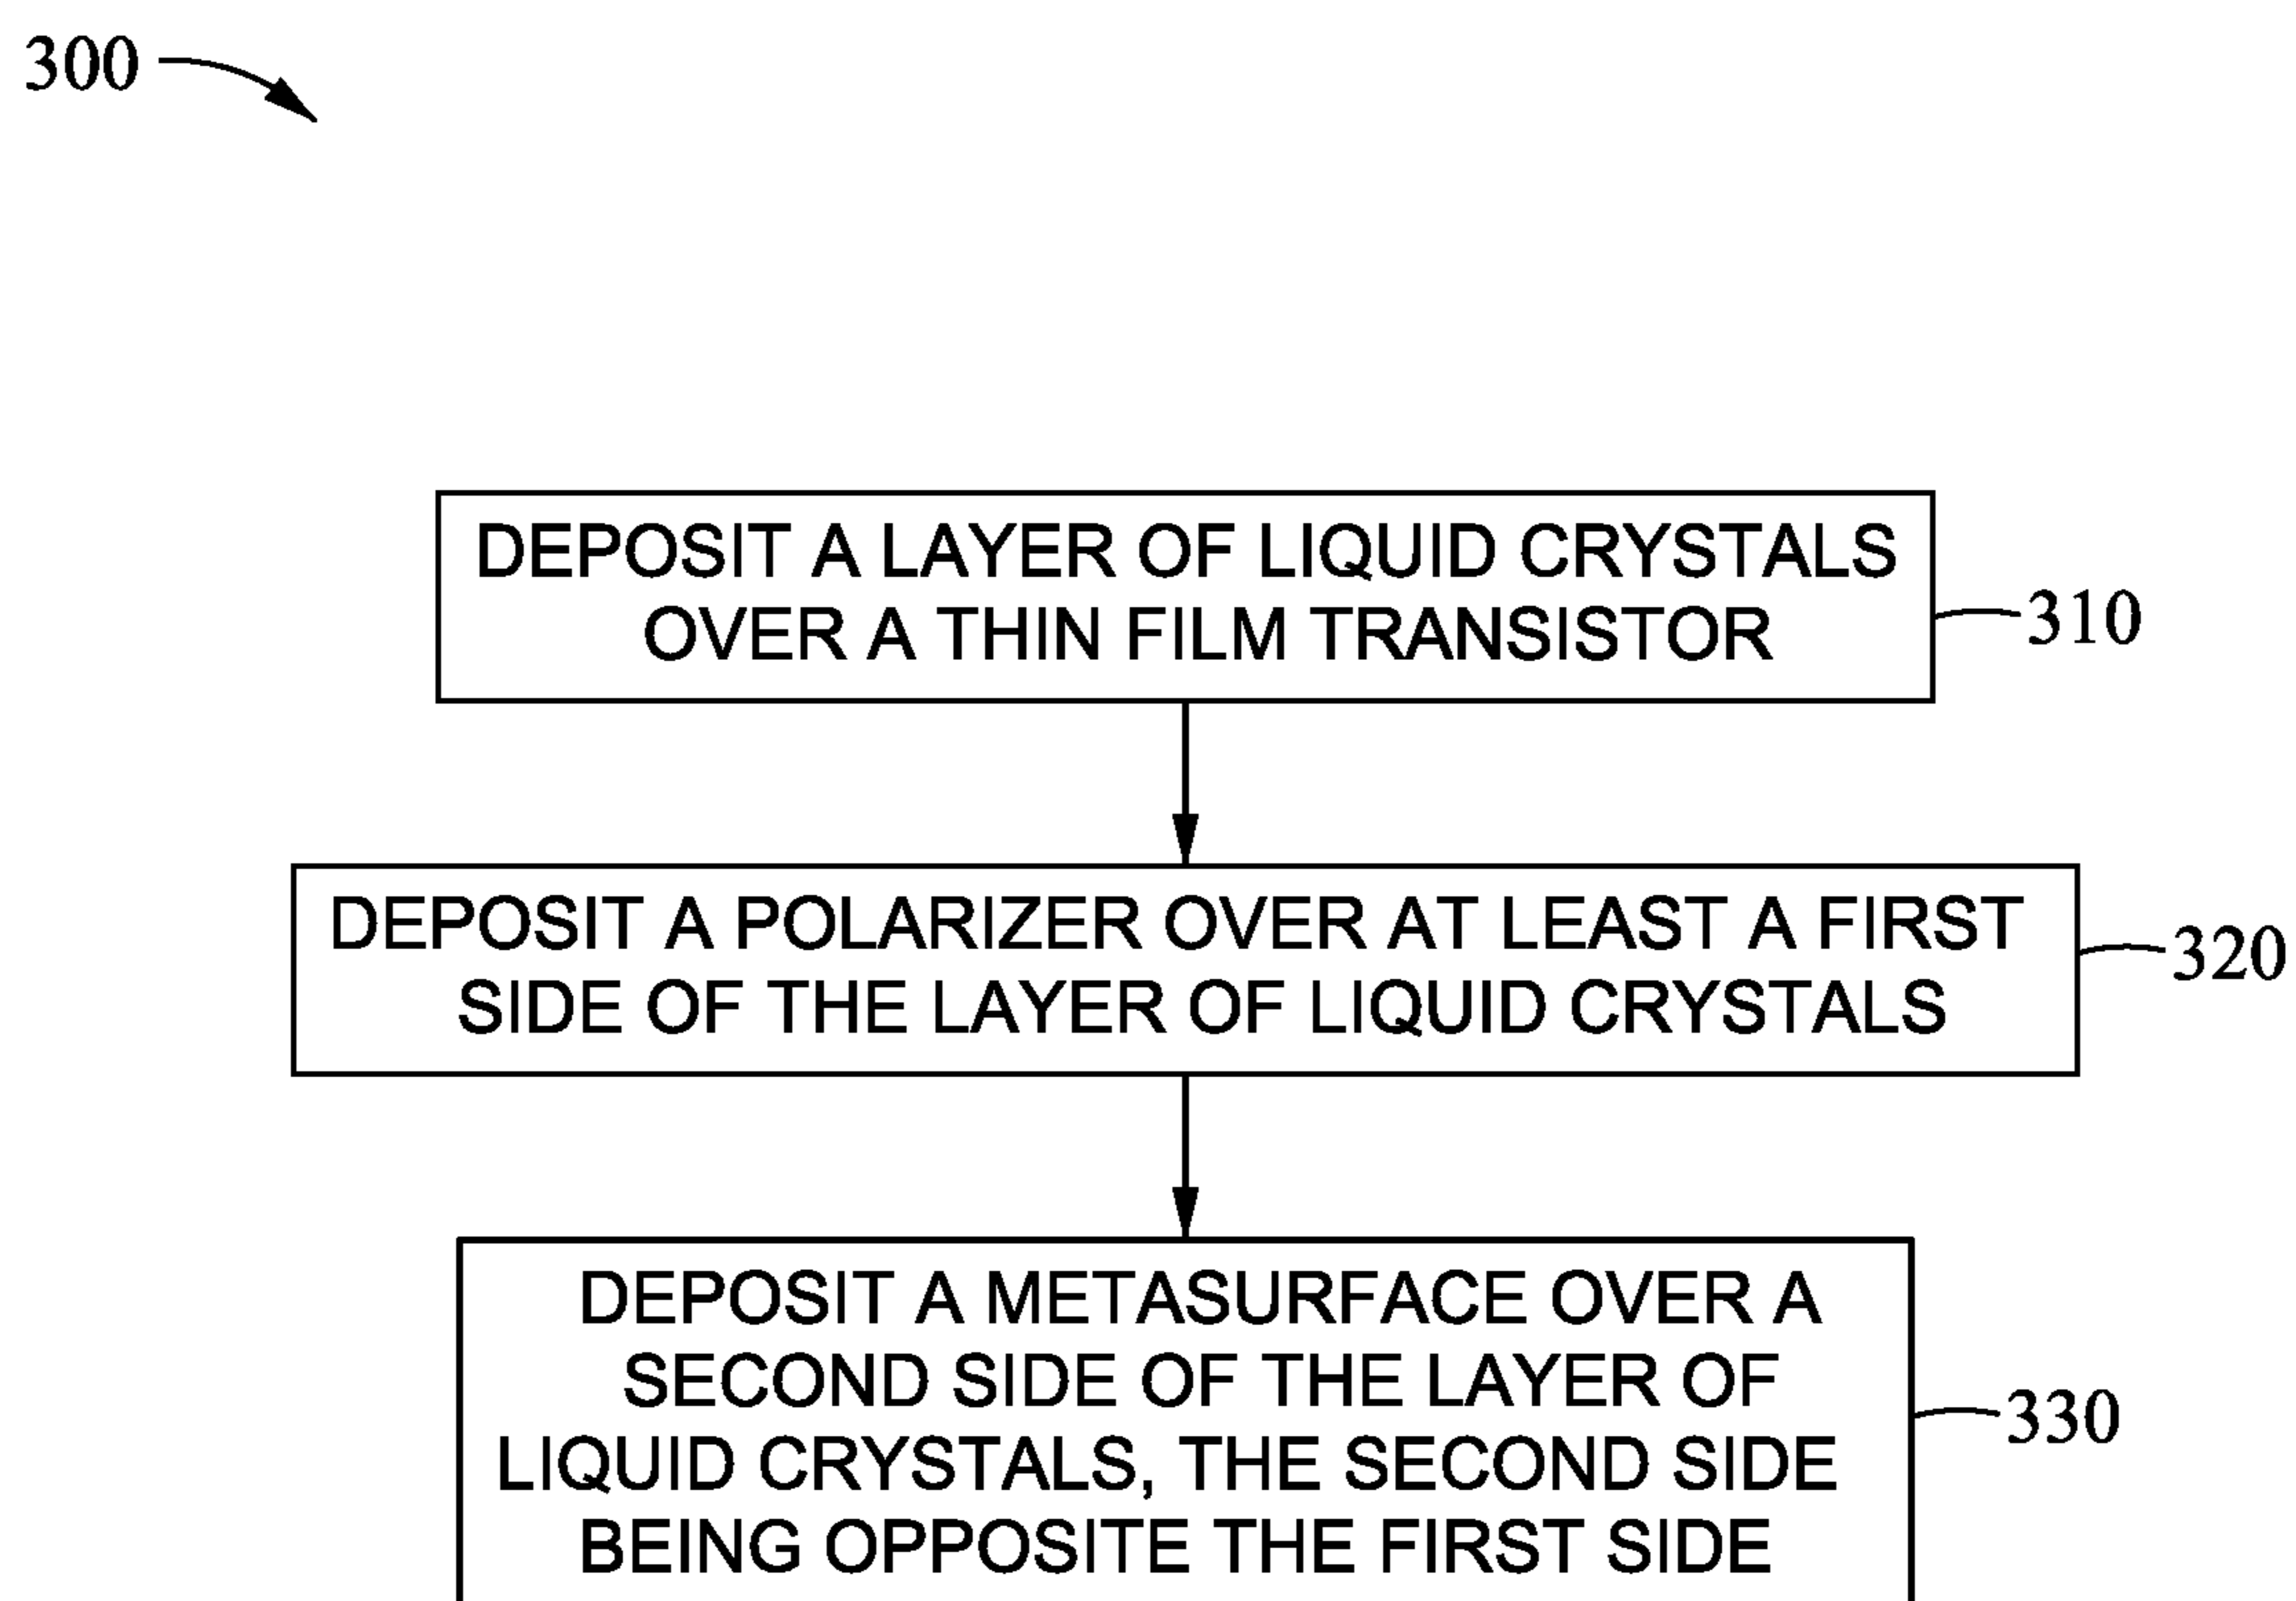 300
DEPOSIT A LAYER OF LIQUID CRYSTALS
OVER A THIN FILM TRANSISTOR
310
DEPOSIT A POLARIZER OVER AT LEAST A FIRST
SIDE OF THE LAYER OF LIQUID CRYSTALS
320
DEPOSIT A METASURFACE OVER A
SECOND SIDE OF THE LAYER OF
LIQUID CRYSTALS, THE SECOND SIDE
BEING OPPOSITE THE FIRST SIDE
330